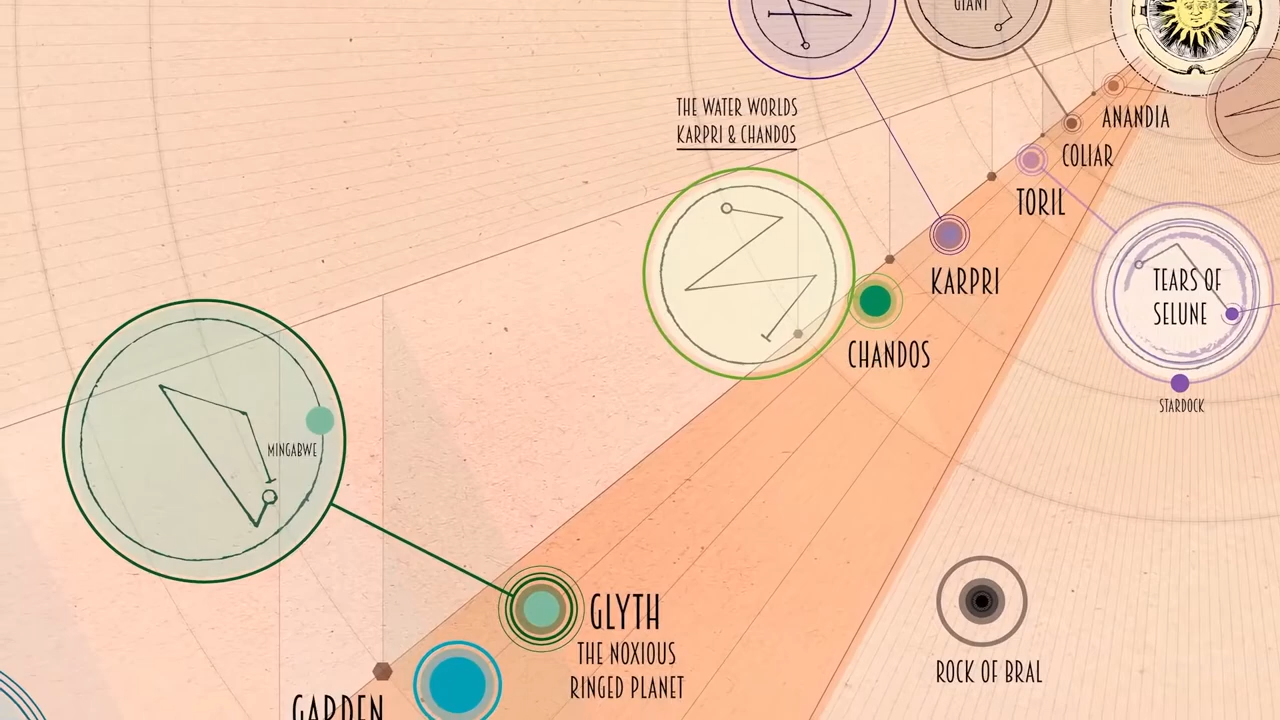 GIANT
THE WATER WORLDS
KARPRI & CHANDOS
ANANDIA
COLIAR
TORIL
KARPRI
TEARS OF
SELUNE
CHANDOS
STARDOCK
MINGABWE
GLYTH
THE NOXIOUS
RINGED PLANET
ROCK OF BRAL
GARDEN